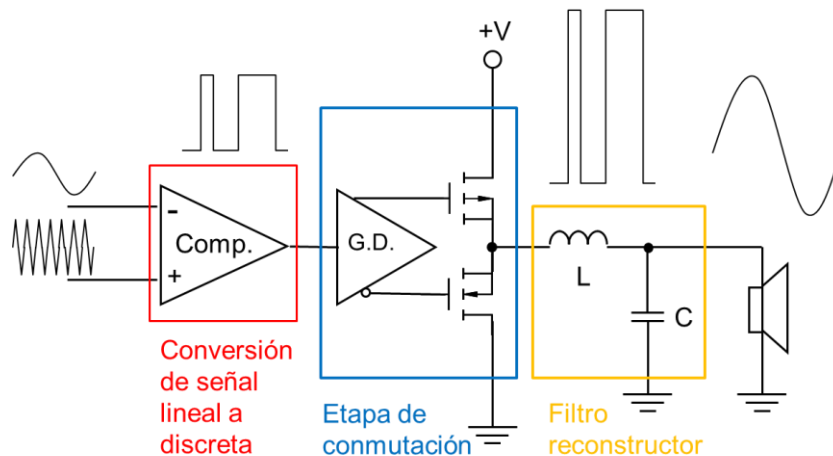 +V
-
Comp.
+
G.D.
L
C
Conversión
de señal
lineal a
discreta
Etapa de
conmutación
Filtro
reconstructor